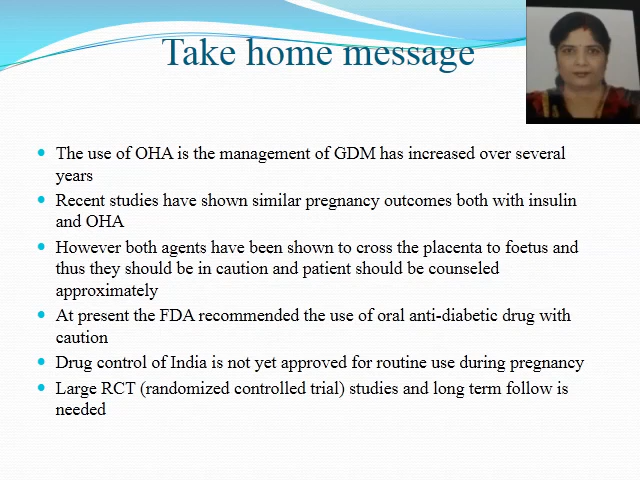 Take home message
The use of OHA is the management of GDM has increased over several
years
Recent studies have shown similar pregnancy outcomes both with insulin
and OHA
However both agents have been shown to cross the placenta to foetus and
thus they should be in caution and patient should be counseled
approximately
At present the FDA recommended the use of oral anti-diabetic drug with
caution
Drug control of India is not yet approved for routine use during pregnancy
Large RCT (randomized controlled trial) studies and long term follow is
needed